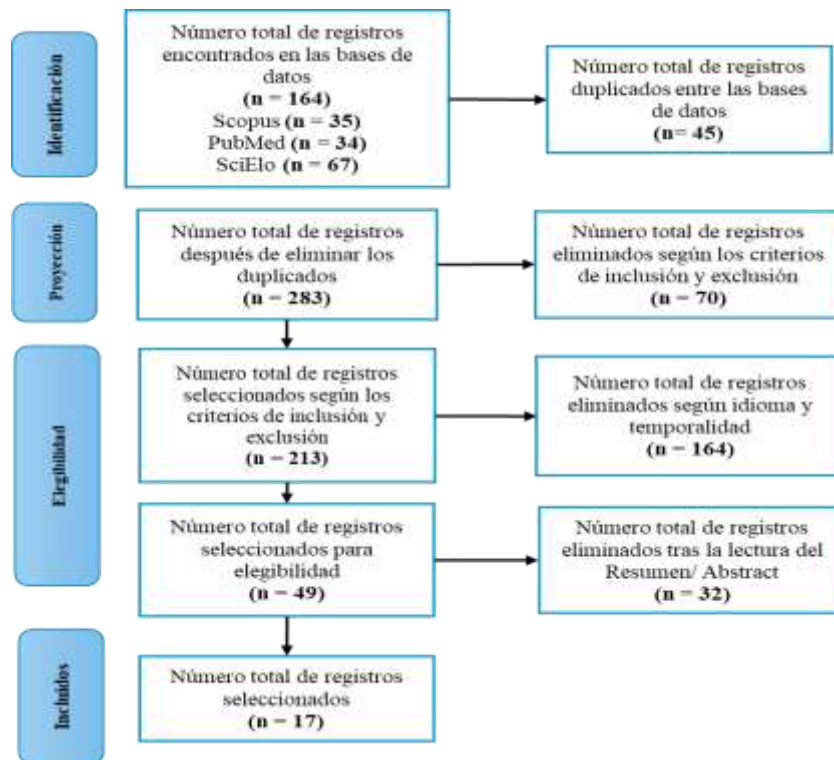 Identificación
Número total de registros
encontrados en las bases de
datos
(n = 164)
Scopus (n = 35)
PubMed (n = 34)
SciElo (n = 67)
Número total de registros
duplicados entre las bases
de datos
(n= 45)
Proyección
Número total de registros
después de eliminar los
duplicados
(n = 283)
Número total de registros
eliminados según los criterios
de inclusión y exclusión
(n = 70)
Elegibilidad
Número total de registros
seleccionados según los
criterios de inclusión y
exclusión
(n = 213)
Número total de registros
eliminados según idioma y
temporalidad
(n = 164)
Número total de registros
seleccionados para
elegibilidad
(n = 49)
Número total de registros
eliminados tras la lectura del
Resumen/ Abstract
(n = 32)
Incluidos
Número total de registros
seleccionados
(n = 17)